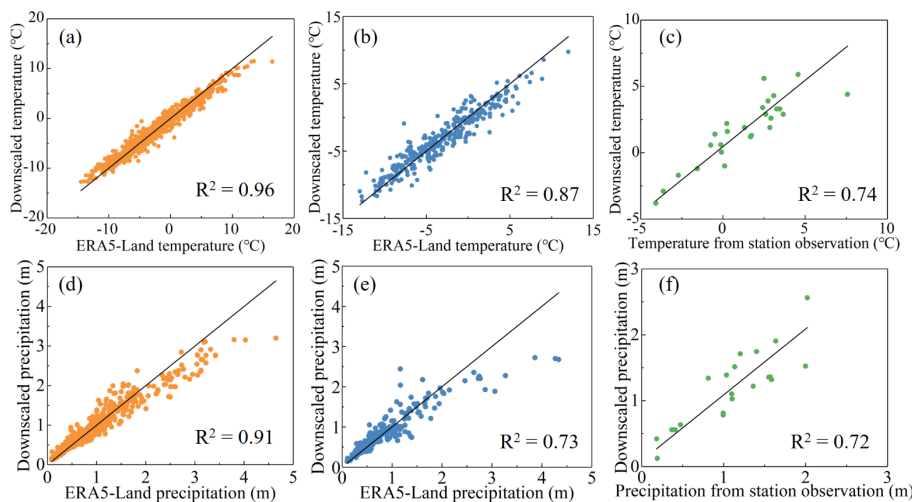 (a)
Downscaled temperature (℃)
20
10
0
-10
-20
-20 -10 0 10 20
R² = 0.96
ERA5-Land temperature (℃)
(b)
Downscaled temperature (℃)
15
5
-5
-15
-15 -10 -5 0 5 10 15
R² = 0.87
ERA5-Land temperature (℃)
(c)
Downscaled temperature (℃)
10
5
0
-5
-5 0 5 10
R² = 0.74
Temperature from station observation (℃)
(d)
Downscaled precipitation (m)
5
4
3
2
1
0
0 1 2 3 4 5
R² = 0.91
ERA5-Land precipitation (m)
(e)
Downscaled precipitation (m)
5
4
3
2
1
0
0 1 2 3 4 5
R² = 0.73
ERA5-Land precipitation (m)
(f)
Downscaled precipitation (m)
3
2
1
0
0 1 2 3
R² = 0.72
Precipitation from station observation (m)